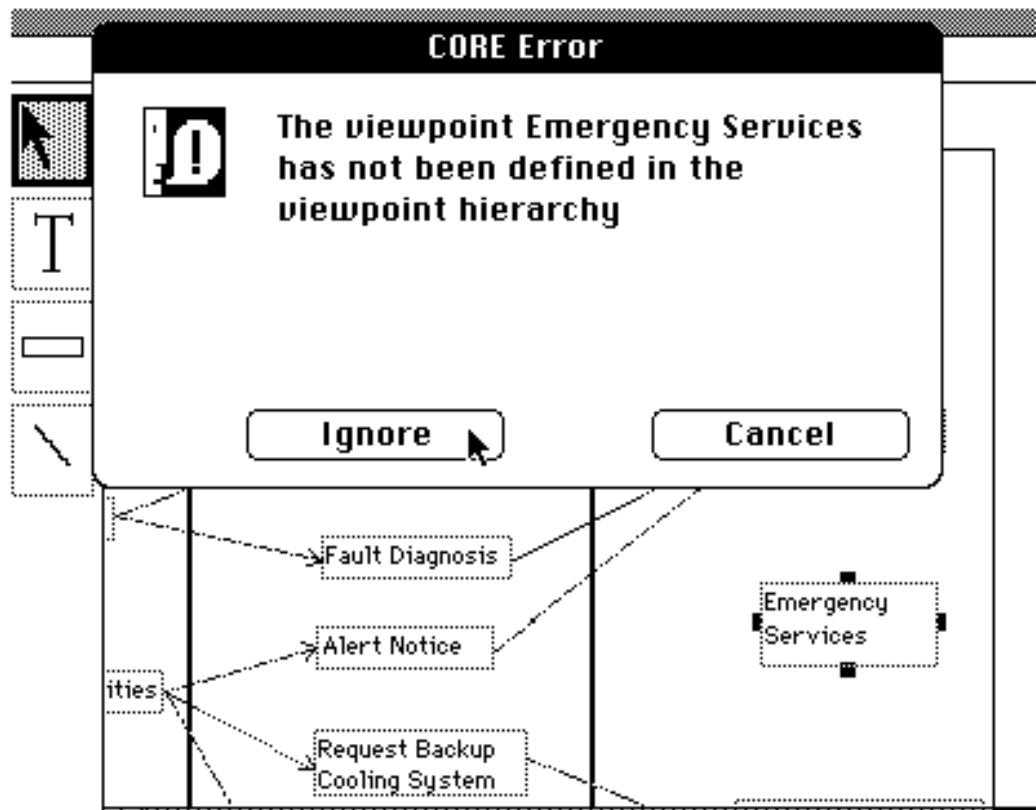 CORE Error
The viewpoint Emergency Services
has not been defined in the
viewpoint hierarchy
T
Ignore
Cancel
Fault Diagnosis
Emergency
Services
Alert Notice
ities
Request Backup
Cooling System